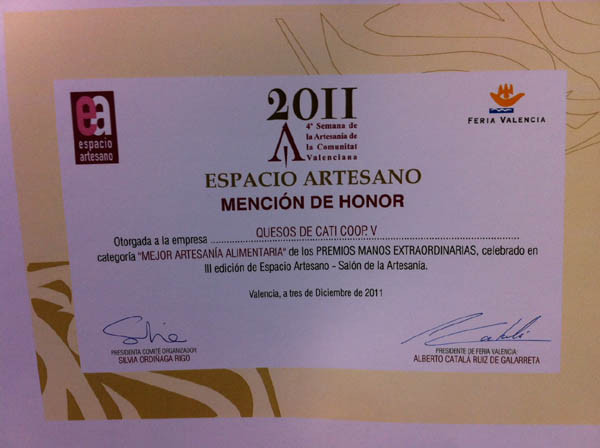 ea
espacio
artesano
2011
4ª Semana de
la Artesanía de
la Comunitat
Valenciana
FERIA VALENCIA
ESPACIO ARTESANO
MENCIÓN DE HONOR
Otorgada a la empresa QUESOS DE CATI COOP. V
categoría "MEJOR ARTESANÍA ALIMENTARIA" de los PREMIOS MANOS EXTRAORDINARIAS, celebrado en
III edición de Espacio Artesano - Salón de la Artesanía.
Valencia, a tres de Diciembre de 2011
PRESIDENTA COMITÉ ORGANIZADOR
SILVIA ORDIÑAGA RIGO
PRESIDENTE DE FERIA VALENCIA
ALBERTO CATALÁ RUIZ DE GALARRETA